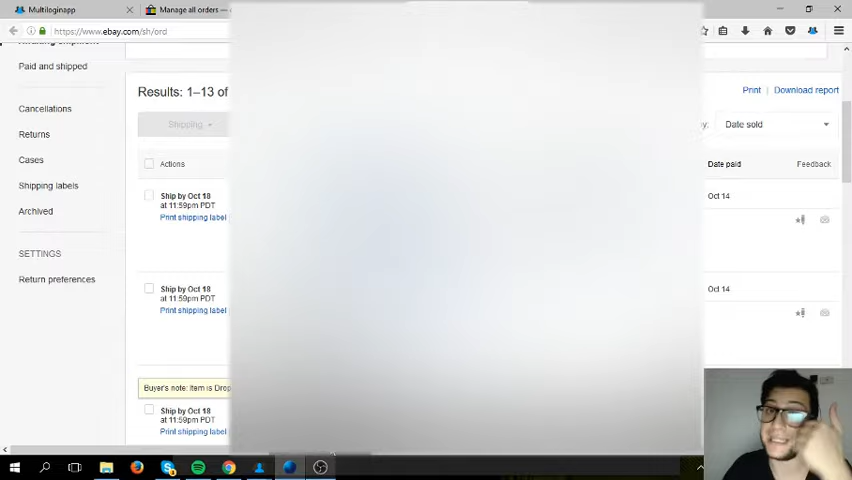 Multiloginapp
Manage all orders —
https://www.ebay.com/sh/ord
Paid and shipped
Cancellations
Returns
Cases
Shipping labels
Archived
SETTINGS
Return preferences
Results: 1–13 of
Print | Download report
Shipping
y: Date sold
Actions
Date paid
Feedback
Ship by Oct 18
at 11:59pm PDT
Print shipping label
Oct 14
Ship by Oct 18
at 11:59pm PDT
Print shipping label
Oct 14
Buyer's note: Item is Drop
Ship by Oct 18
at 11:59pm PDT
Print shipping label